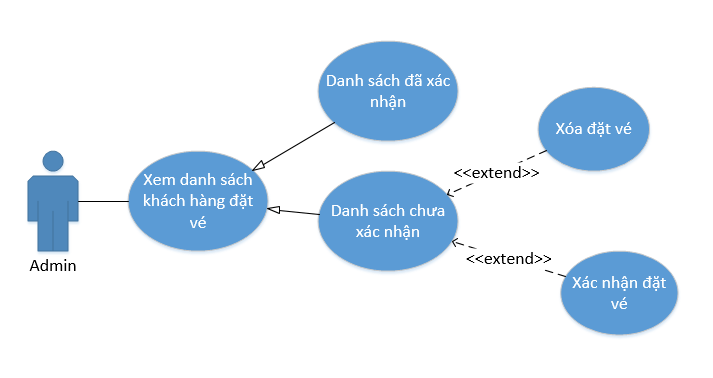 Danh sách đã xác
nhận
Xóa đặt vé
<<extend>>
Xem danh sách
khách hàng đặt
vé
Danh sách chưa
xác nhận
<<extend>>
Admin
Xác nhận đặt
vé